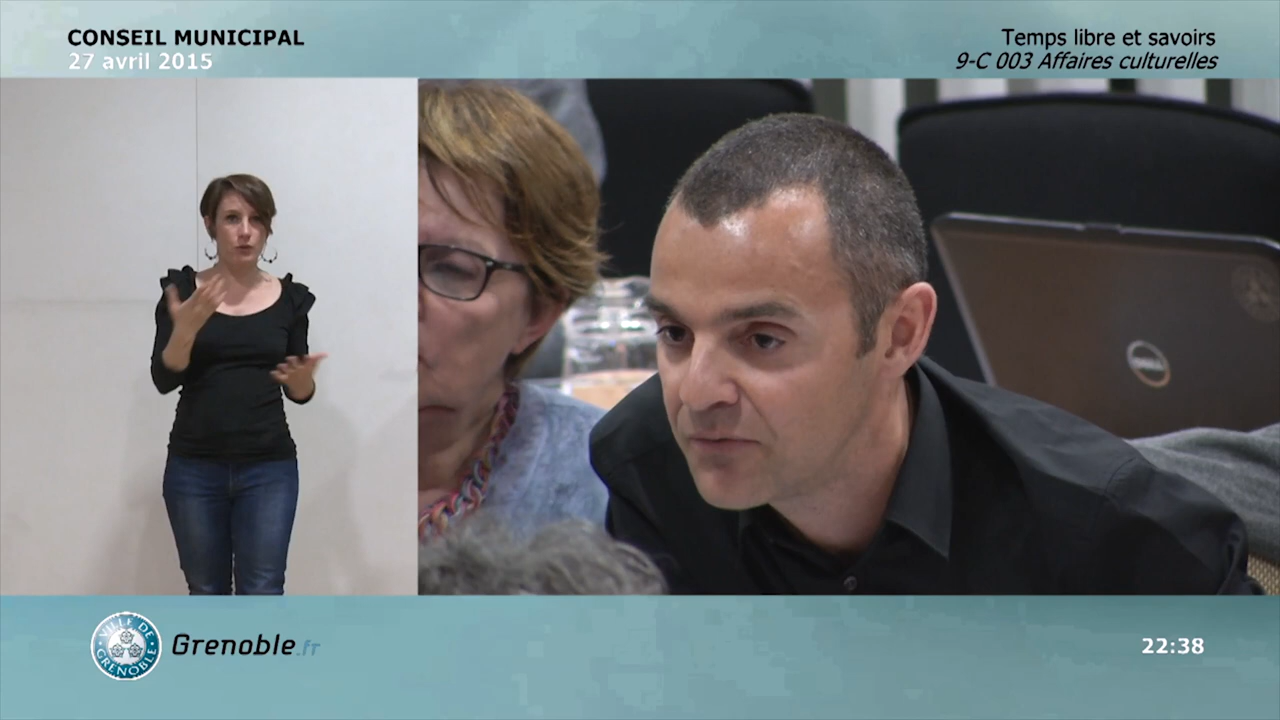 CONSEIL MUNICIPAL
27 avril 2015
Temps libre et savoirs
9-C 003 Affaires culturelles
VILLE DE GRENOBLE
Grenoble.fr
22:38